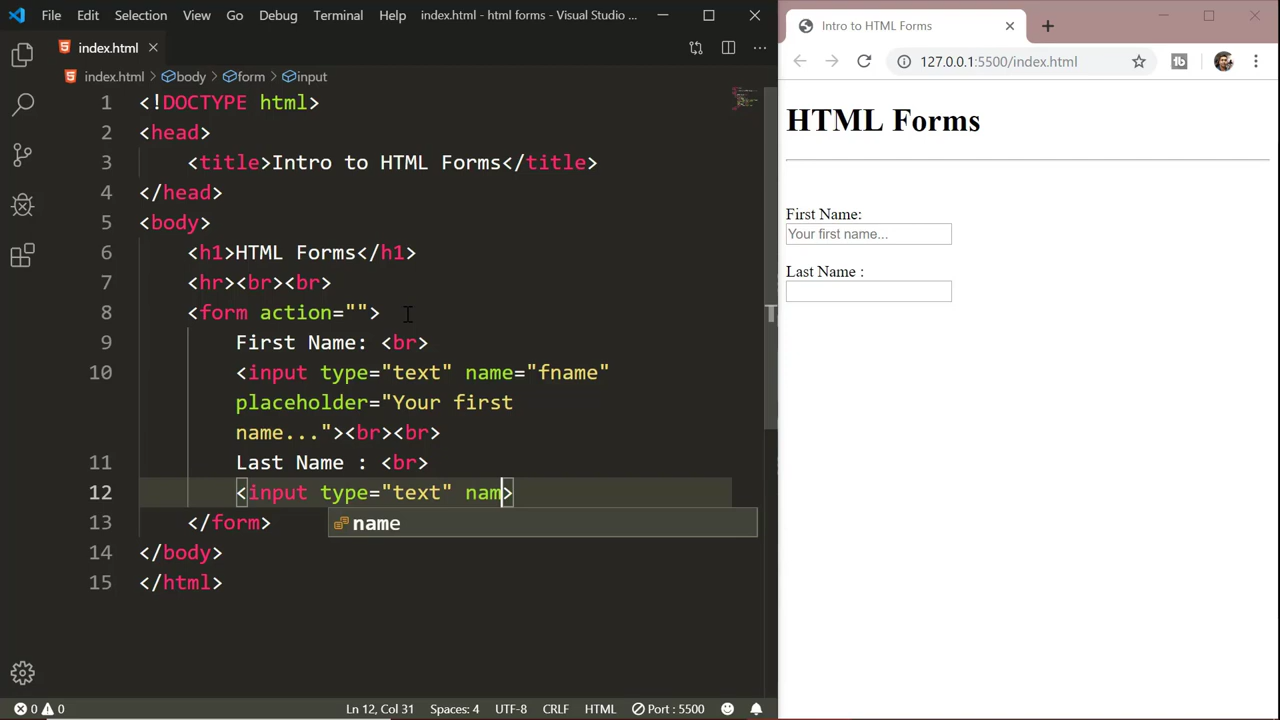 File Edit Selection View Go Debug Terminal Help index.html - html forms - Visual Studio ...
index.html
index.html body form input
1 <!DOCTYPE html>
2 <head>
3 <title>Intro to HTML Forms</title>
4 </head>
5 <body>
6 <h1>HTML Forms</h1>
7 <hr><br><br>
8 <form action="">
9 First Name: <br>
10 <input type="text" name="fname"
placeholder="Your first
name..."><br><br>
11 Last Name : <br>
12 <input type="text" nam>
name
13 </form>
14 </body>
15 </html>
0 0 Ln 12, Col 31 Spaces: 4 UTF-8 CRLF HTML Port : 5500
Intro to HTML Forms
127.0.0.1:5500/index.html
HTML Forms
First Name:
Your first name...
Last Name :